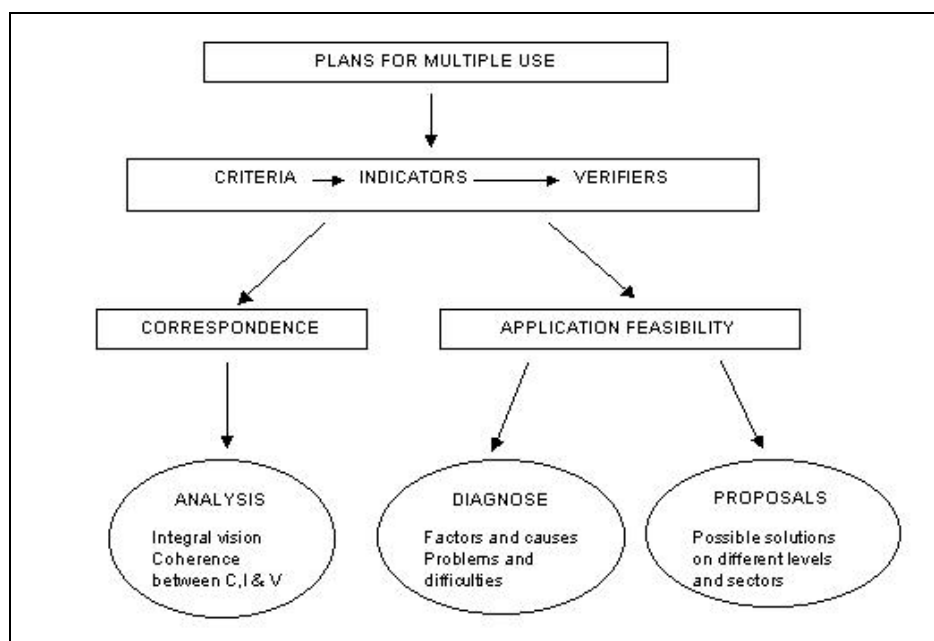 PLANS FOR MULTIPLE USE
CRITERIA INDICATORS VERIFIERS
CORRESPONDENCE
APPLICATION FEASIBILITY
ANALYSIS
Integral vision
Coherence
between C,I & V
DIAGNOSE
Factors and causes
Problems and
difficulties
PROPOSALS
Possible solutions
on different levels
and sectors